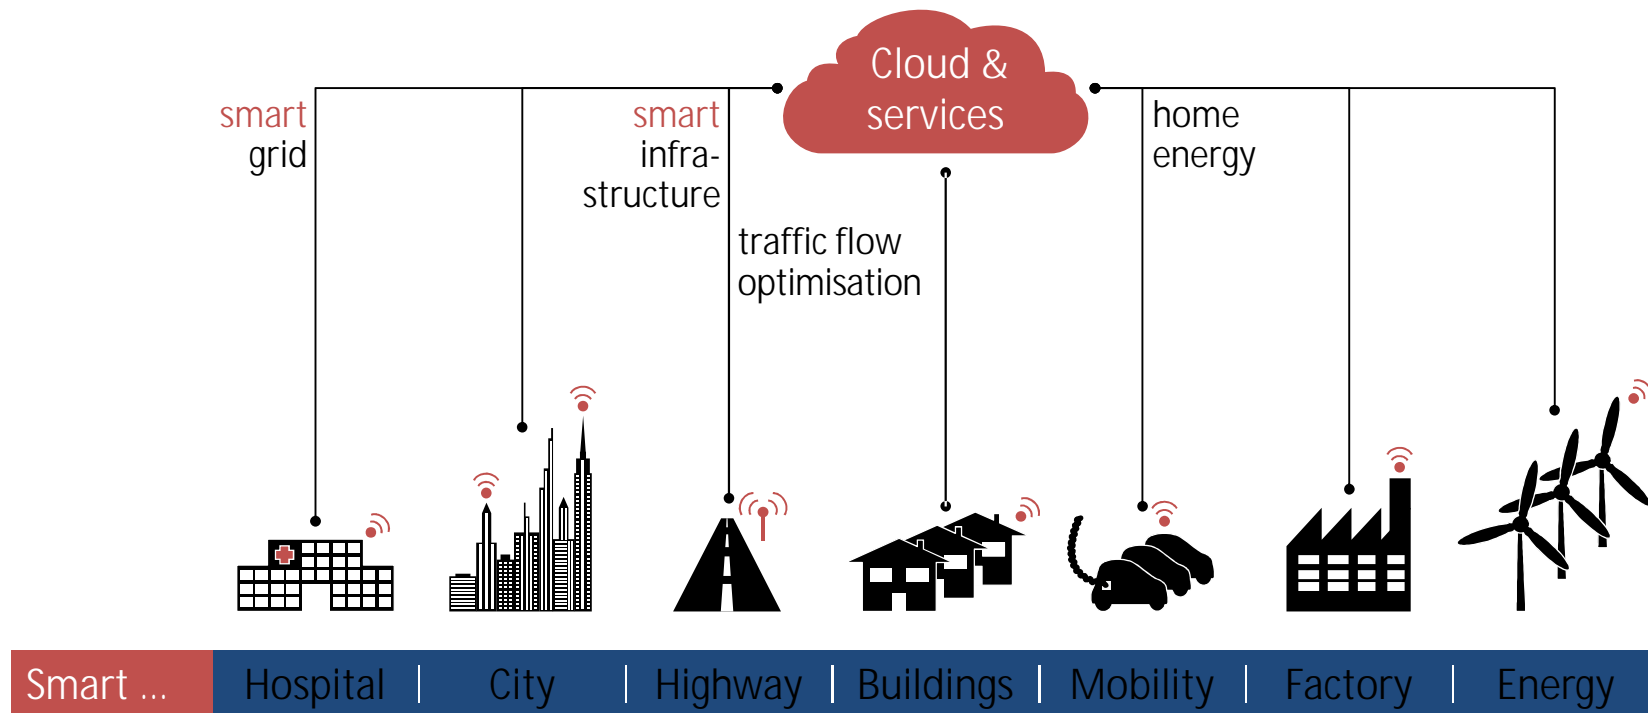 Cloud &
services
smart
grid
smart
infra-
structure
home
energy
traffic flow
optimisation
Smart ...
Hospital
City
Highway
Buildings
Mobility
Factory
Energy